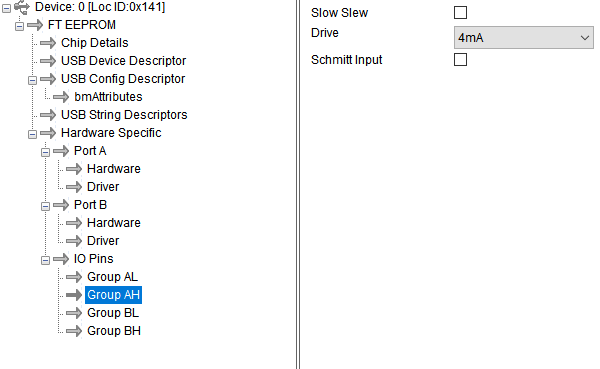 Device: 0 [Loc ID:0x141]
FT EEPROM
Chip Details
USB Device Descriptor
USB Config Descriptor
bmAttributes
USB String Descriptors
Hardware Specific
Port A
Hardware
Driver
Port B
Hardware
Driver
IO Pins
Group AL
Group AH
Group BL
Group BH
Slow Slew
Drive 4mA
Schmitt Input